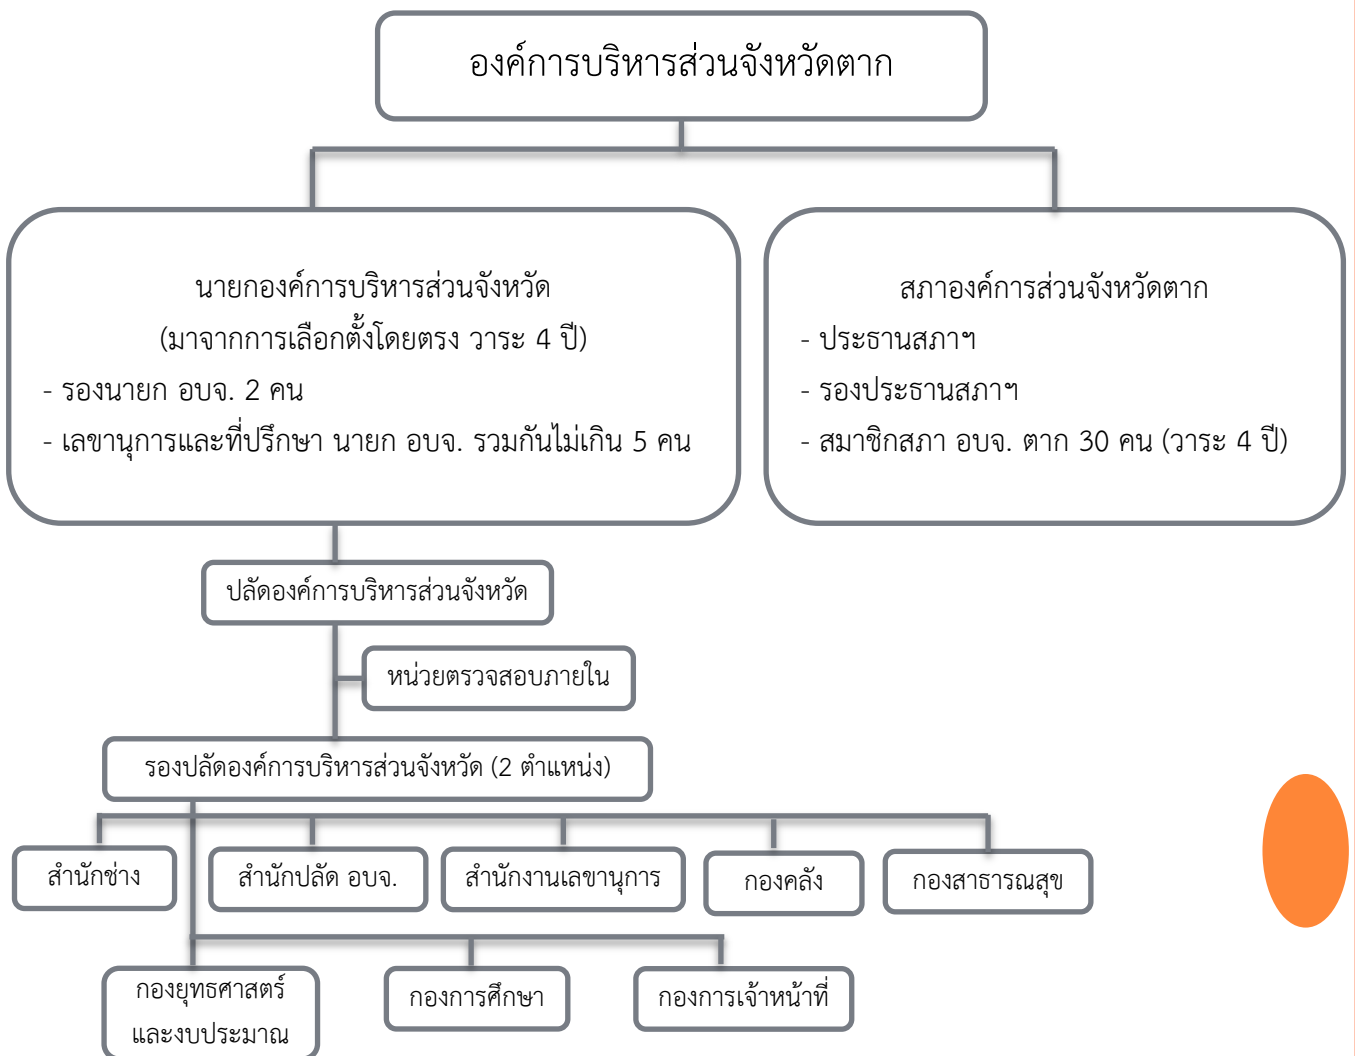 องค์การบริหารส่วนจังหวัดตาก
นายกองค์การบริหารส่วนจังหวัด
(มาจากการเลือกตั้งโดยตรง วาระ 4 ปี)
- รองนายก อบจ. 2 คน
- เลขานุการและที่ปรึกษา นายก อบจ. รวมกันไม่เกิน 5 คน
สภาองค์การส่วนจังหวัดตาก
- ประธานสภาฯ
- รองประธานสภาฯ
- สมาชิกสภา อบจ. ตาก 30 คน (วาระ 4 ปี)
ปลัดองค์การบริหารส่วนจังหวัด
หน่วยตรวจสอบภายใน
รองปลัดองค์การบริหารส่วนจังหวัด (2 ตำแหน่ง)
สำนักช่าง
สำนักปลัด อบจ.
สำนักงานเลขานุการ
กองคลัง
กองสาธารณสุข
กองยุทธศาสตร์
และงบประมาณ
กองการศึกษา
กองการเจ้าหน้าที่